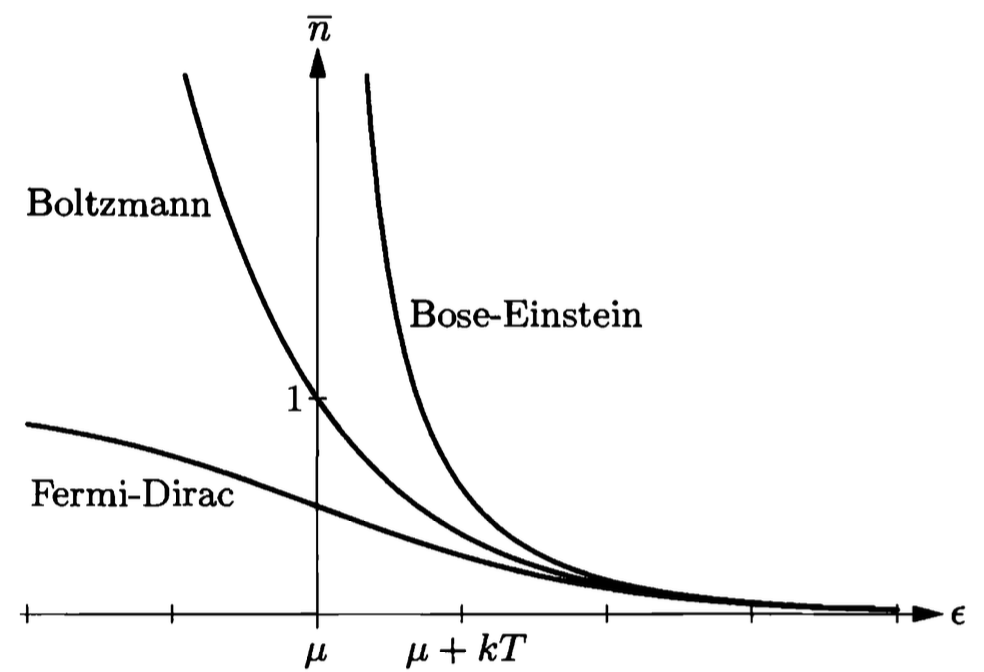 n̅
Boltzmann
Bose-Einstein
1
Fermi-Dirac
ϵ
μ
μ + kT